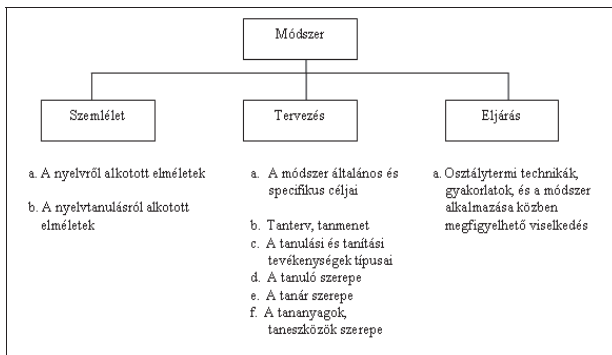 Módszer
Szemlélet
Tervezés
Eljárás
a. A nyelvről alkotott elméletek
b. A nyelvtanulásról alkotott
elméletek
a. A módszer általános és
specifikus céljai
b. Tanterv, tanmenet
c. A tanulási és tanítási
tevékenységek típusai
d. A tanuló szerepe
e. A tanár szerepe
f. A tananyagok,
taneszközök szerepe
a. Osztálytermi technikák,
gyakorlatok, és a módszer
alkalmazása közben
megfigyelhető viselkedés